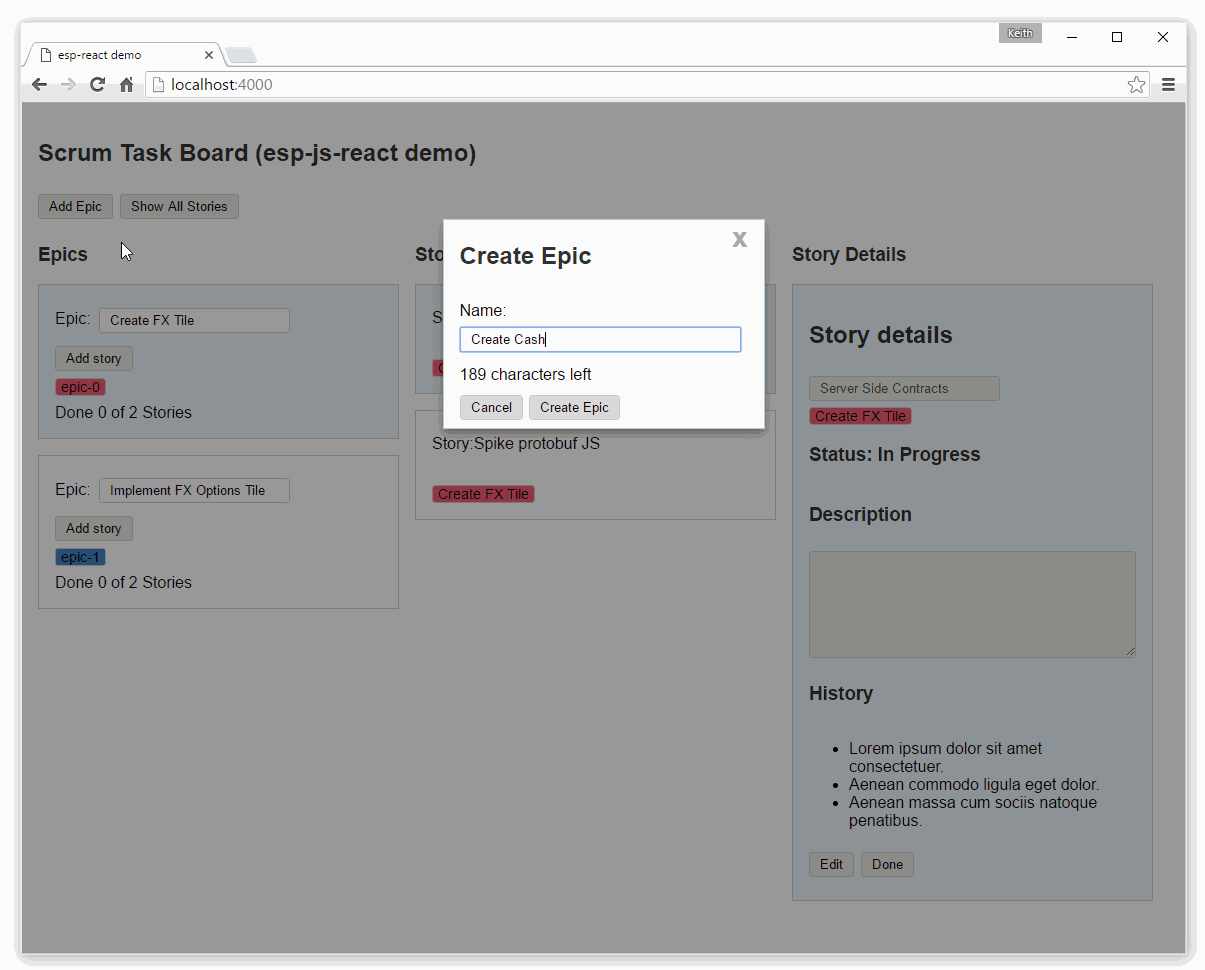 Keith
esp-react demo
localhost:4000
Scrum Task Board (esp-js-react demo)
Add Epic
Show All Stories
Epics
Epic:
Create FX Tile
Add story
epic-0
Done 0 of 2 Stories
Epic:
Implement FX Options Tile
Add story
epic-1
Done 0 of 2 Stories
Story:Spike protobuf JS
Create FX Tile
X
Create Epic
Name:
Create Cash
189 characters left
Cancel
Create Epic
Story Details
Story details
Server Side Contracts
Create FX Tile
Status: In Progress
Description
History
• Lorem ipsum dolor sit amet
consectetuer.
• Aenean commodo ligula eget dolor.
• Aenean massa cum sociis natoque
penatibus.
Edit
Done